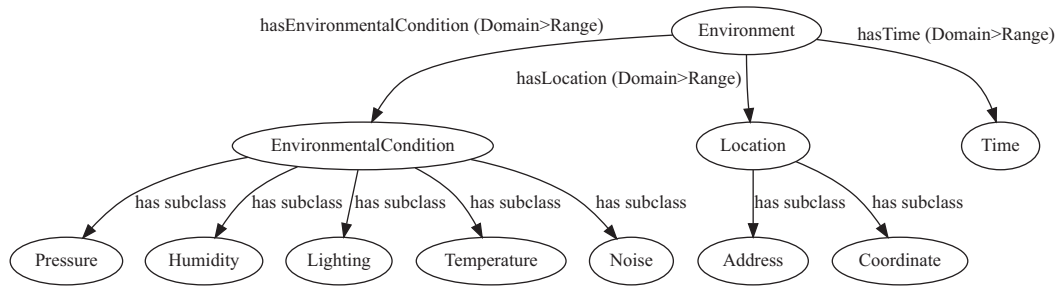 hasEnvironmentalCondition (Domain>Range)
Environment
hasTime (Domain>Range)
hasLocation (Domain>Range)
EnvironmentalCondition
Location
Time
has subclass
has subclass
has subclass
has subclass
has subclass
has subclass
has subclass
Pressure
Humidity
Lighting
Temperature
Noise
Address
Coordinate